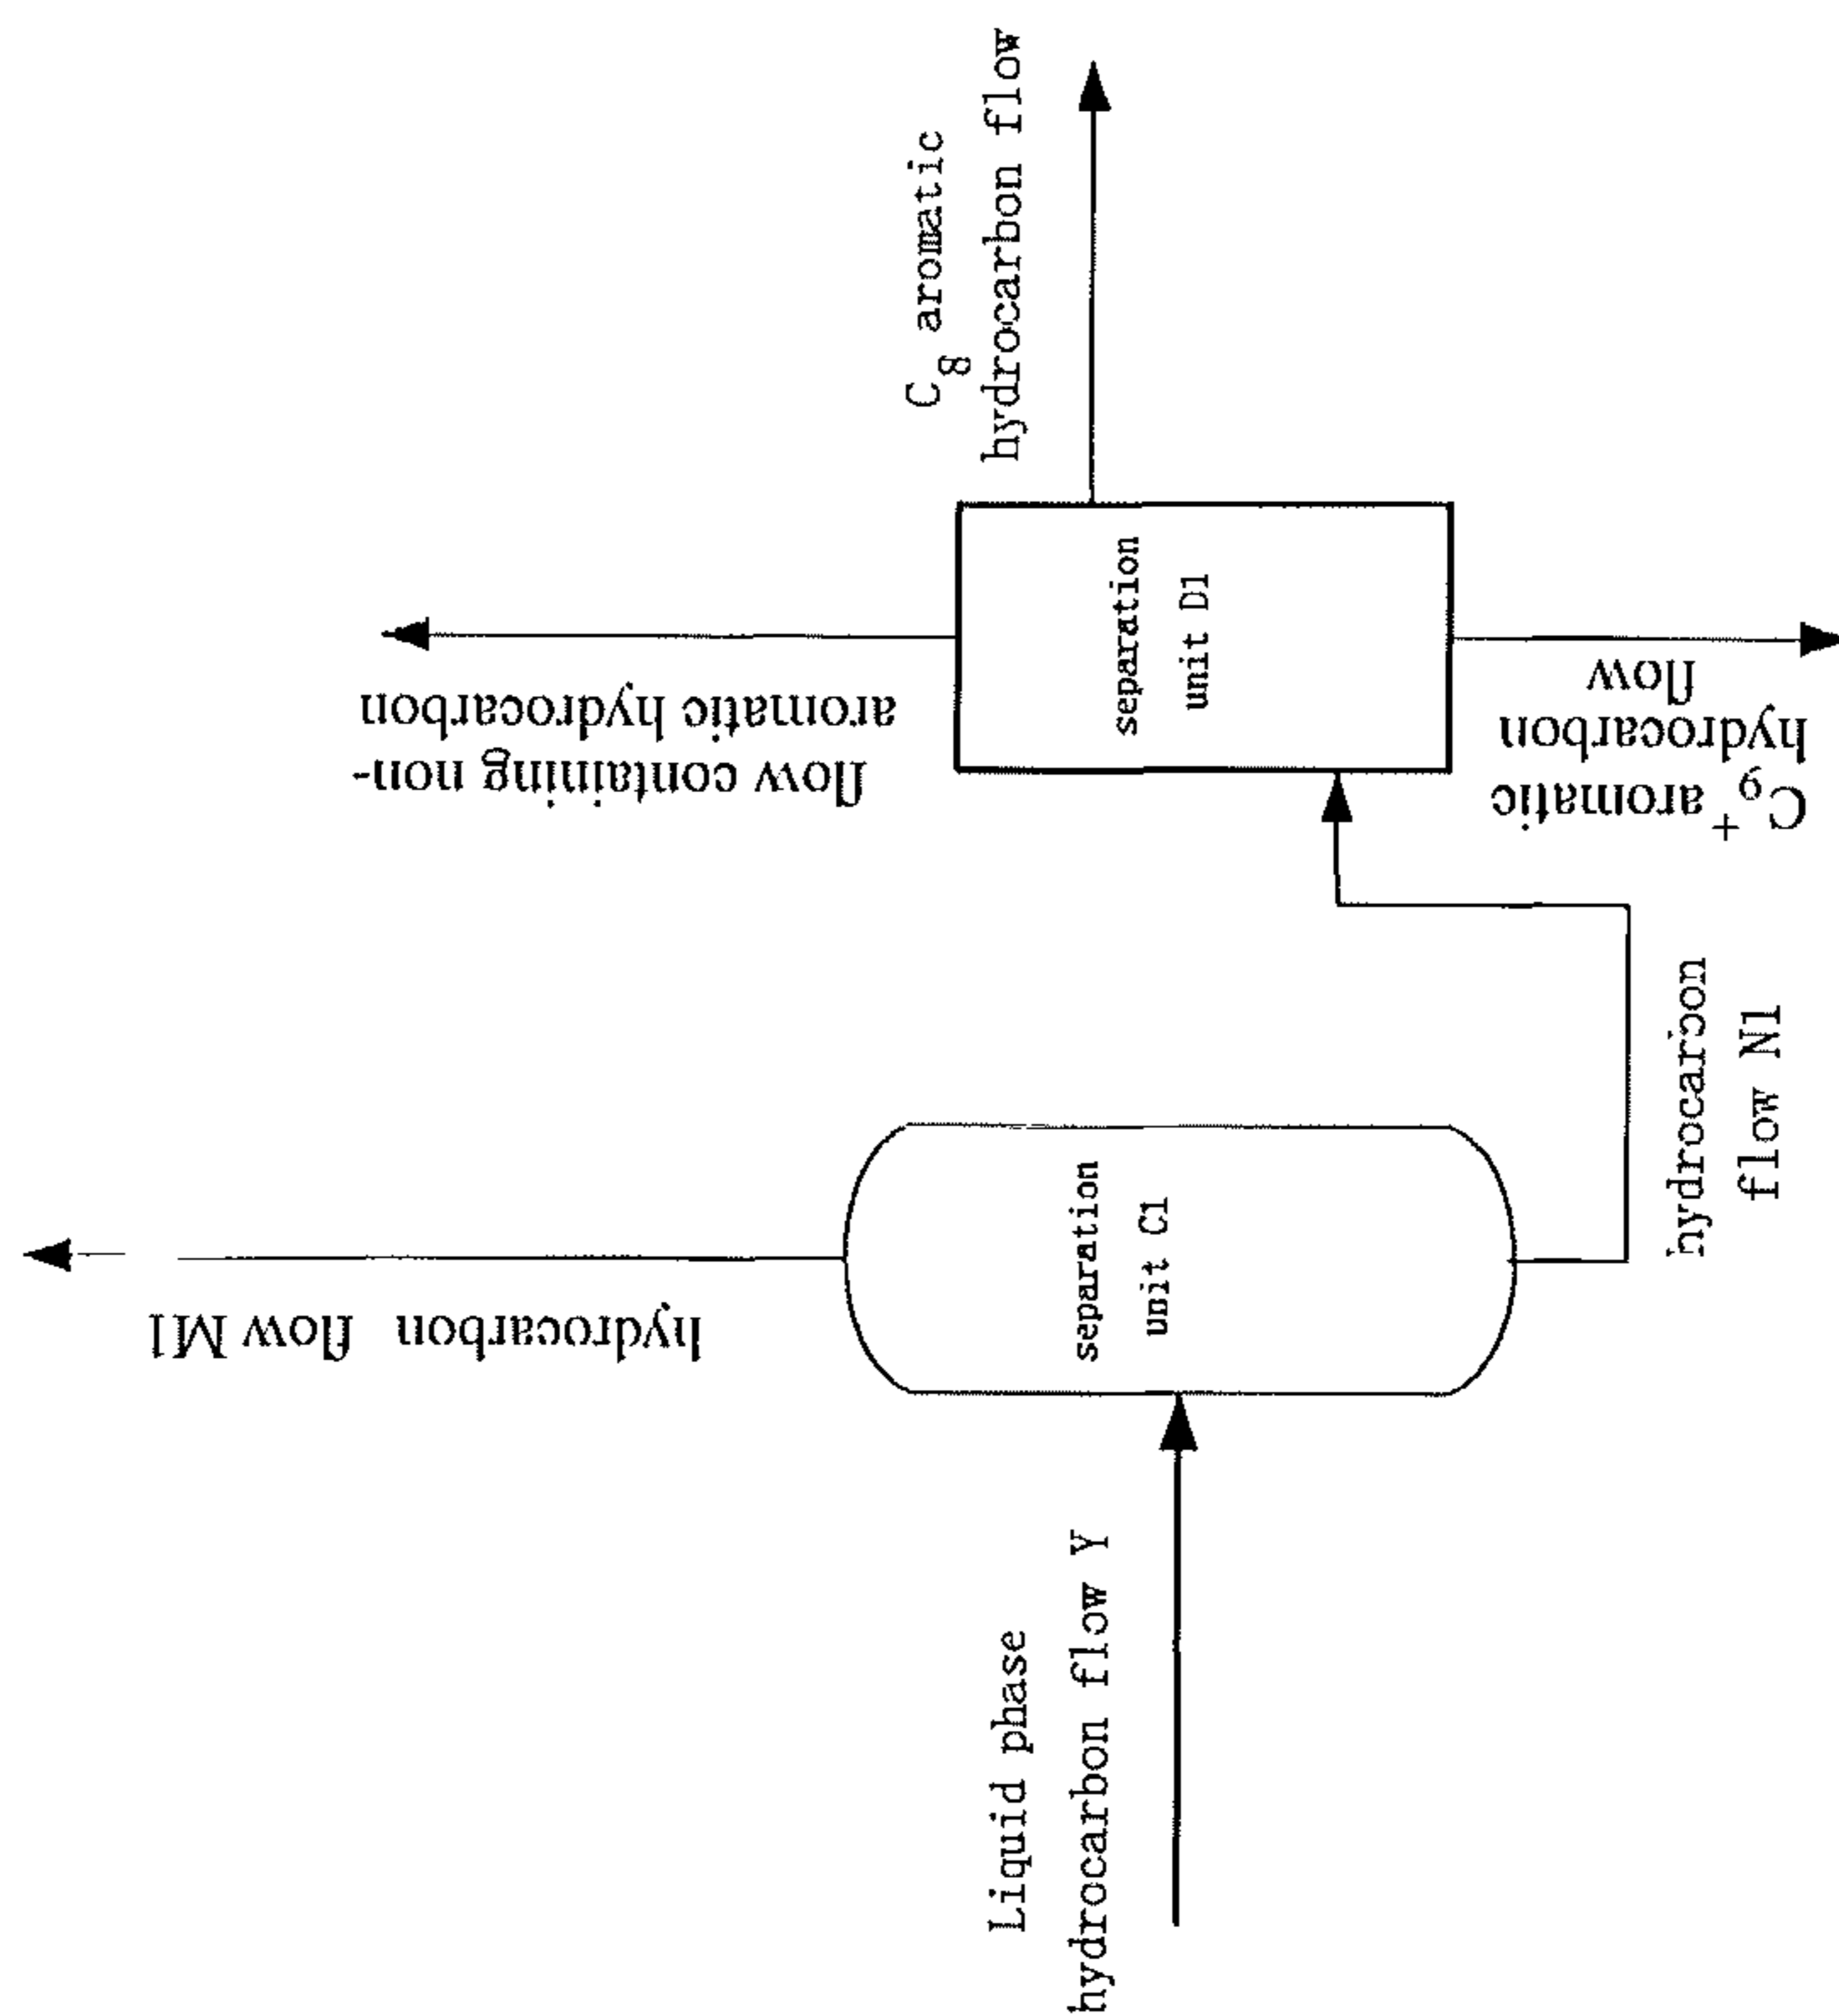 Liquid phase
hydrocarbon flow Y
separation
unit C1
hydrocarbon flow M1
hydrocarbon
flow N1
separation
unit D1
flow containing non-
aromatic hydrocarbon
C8 aromatic
hydrocarbon flow
C9+ aromatic
hydrocarbon
flow